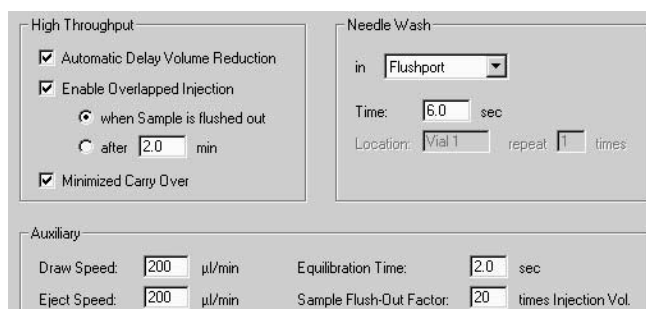 High Throughput
Automatic Delay Volume Reduction
Enable Overlapped Injection
when Sample is flushed out
after 2.0 min
Minimized Carry Over
Needle Wash
in Flushport
Time: 6.0 sec
Location: Vial 1 repeat 1 times
Auxiliary
Draw Speed: 200 µl/min Equilibration Time: 2.0 sec
Eject Speed: 200 µl/min Sample Flush-Out Factor: 20 times Injection Vol.